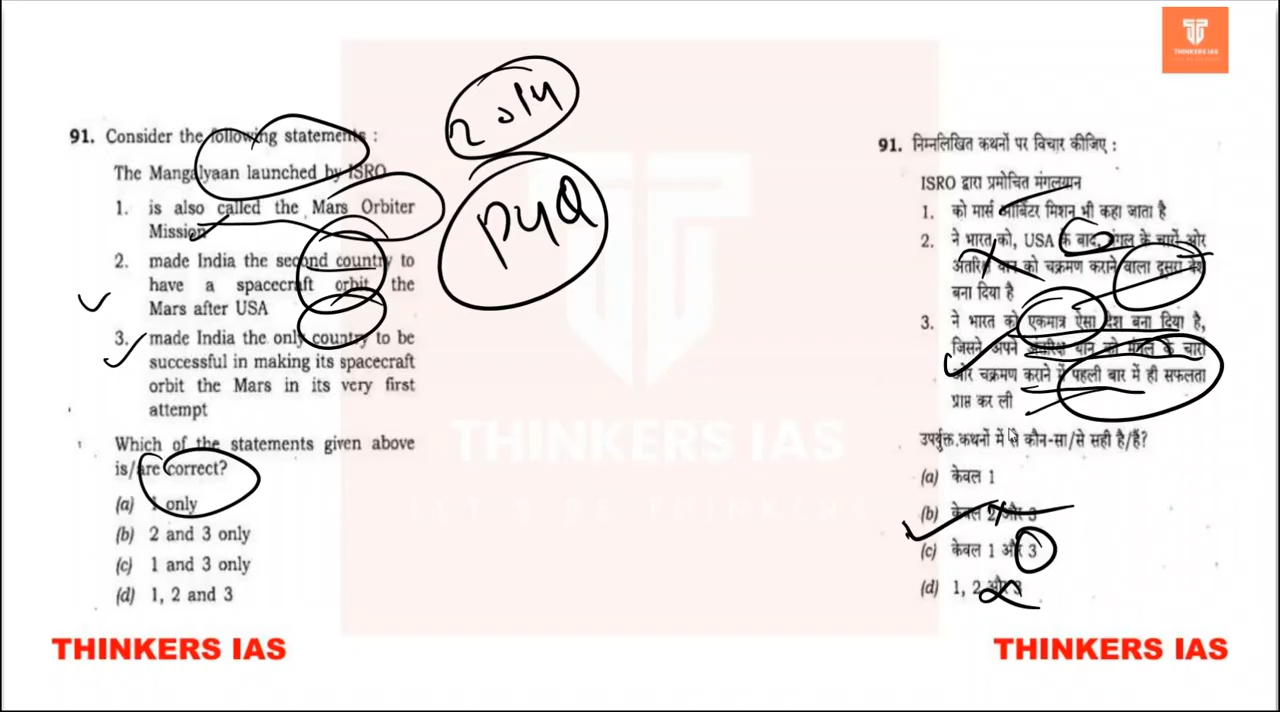 THINKERS IAS
2014
PYQ
91. Consider the following statements :
The Mangalyaan launched by ISRO
1. is also called the Mars Orbiter
Mission
2. made India the second country to
have a spacecraft orbit the
Mars after USA
3. made India the only country to be
successful in making its spacecraft
orbit the Mars in its very first
attempt
Which of the statements given above
is/are correct?
(a) 1 only
(b) 2 and 3 only
(c) 1 and 3 only
(d) 1, 2 and 3
THINKERS IAS
91. निम्नलिखित कथनों पर विचार कीजिए :
ISRO द्वारा प्रमोचित मंगलयान
1. को मार्स आर्बिटर मिशन भी कहा जाता है
2. ने भारत को, USA के बाद, मंगल के चारों ओर
अंतरिक्ष यान को चक्रमण कराने वाला दूसरा देश
बना दिया है
3. ने भारत को एकमात्र ऐसा देश बना दिया है,
जिसने अपने अंतरिक्ष यान को मंगल के चारों
ओर चक्रमण कराने में पहली बार में ही सफलता
प्राप्त कर ली
उपर्युक्त कथनों में से कौन-सा/से सही है/हैं?
(a) केवल 1
(b) केवल 2 और 3
(c) केवल 1 और 3
(d) 1, 2 और 3
THINKERS IAS
THINKERS IAS